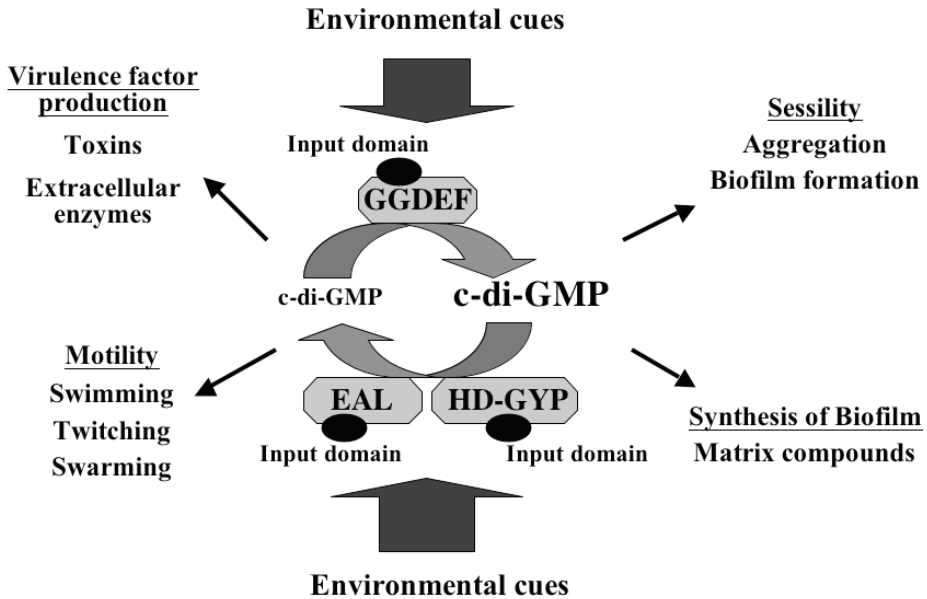 Environmental cues
Virulence factor
production
Toxins
Extracellular
enzymes
Input domain
GGDEF
Sessility
Aggregation
Biofilm formation
c-di-GMP
c-di-GMP
Motility
Swimming
Twitching
Swarming
EAL
HD-GYP
Input domain
Input domain
Synthesis of Biofilm
Matrix compounds
Environmental cues